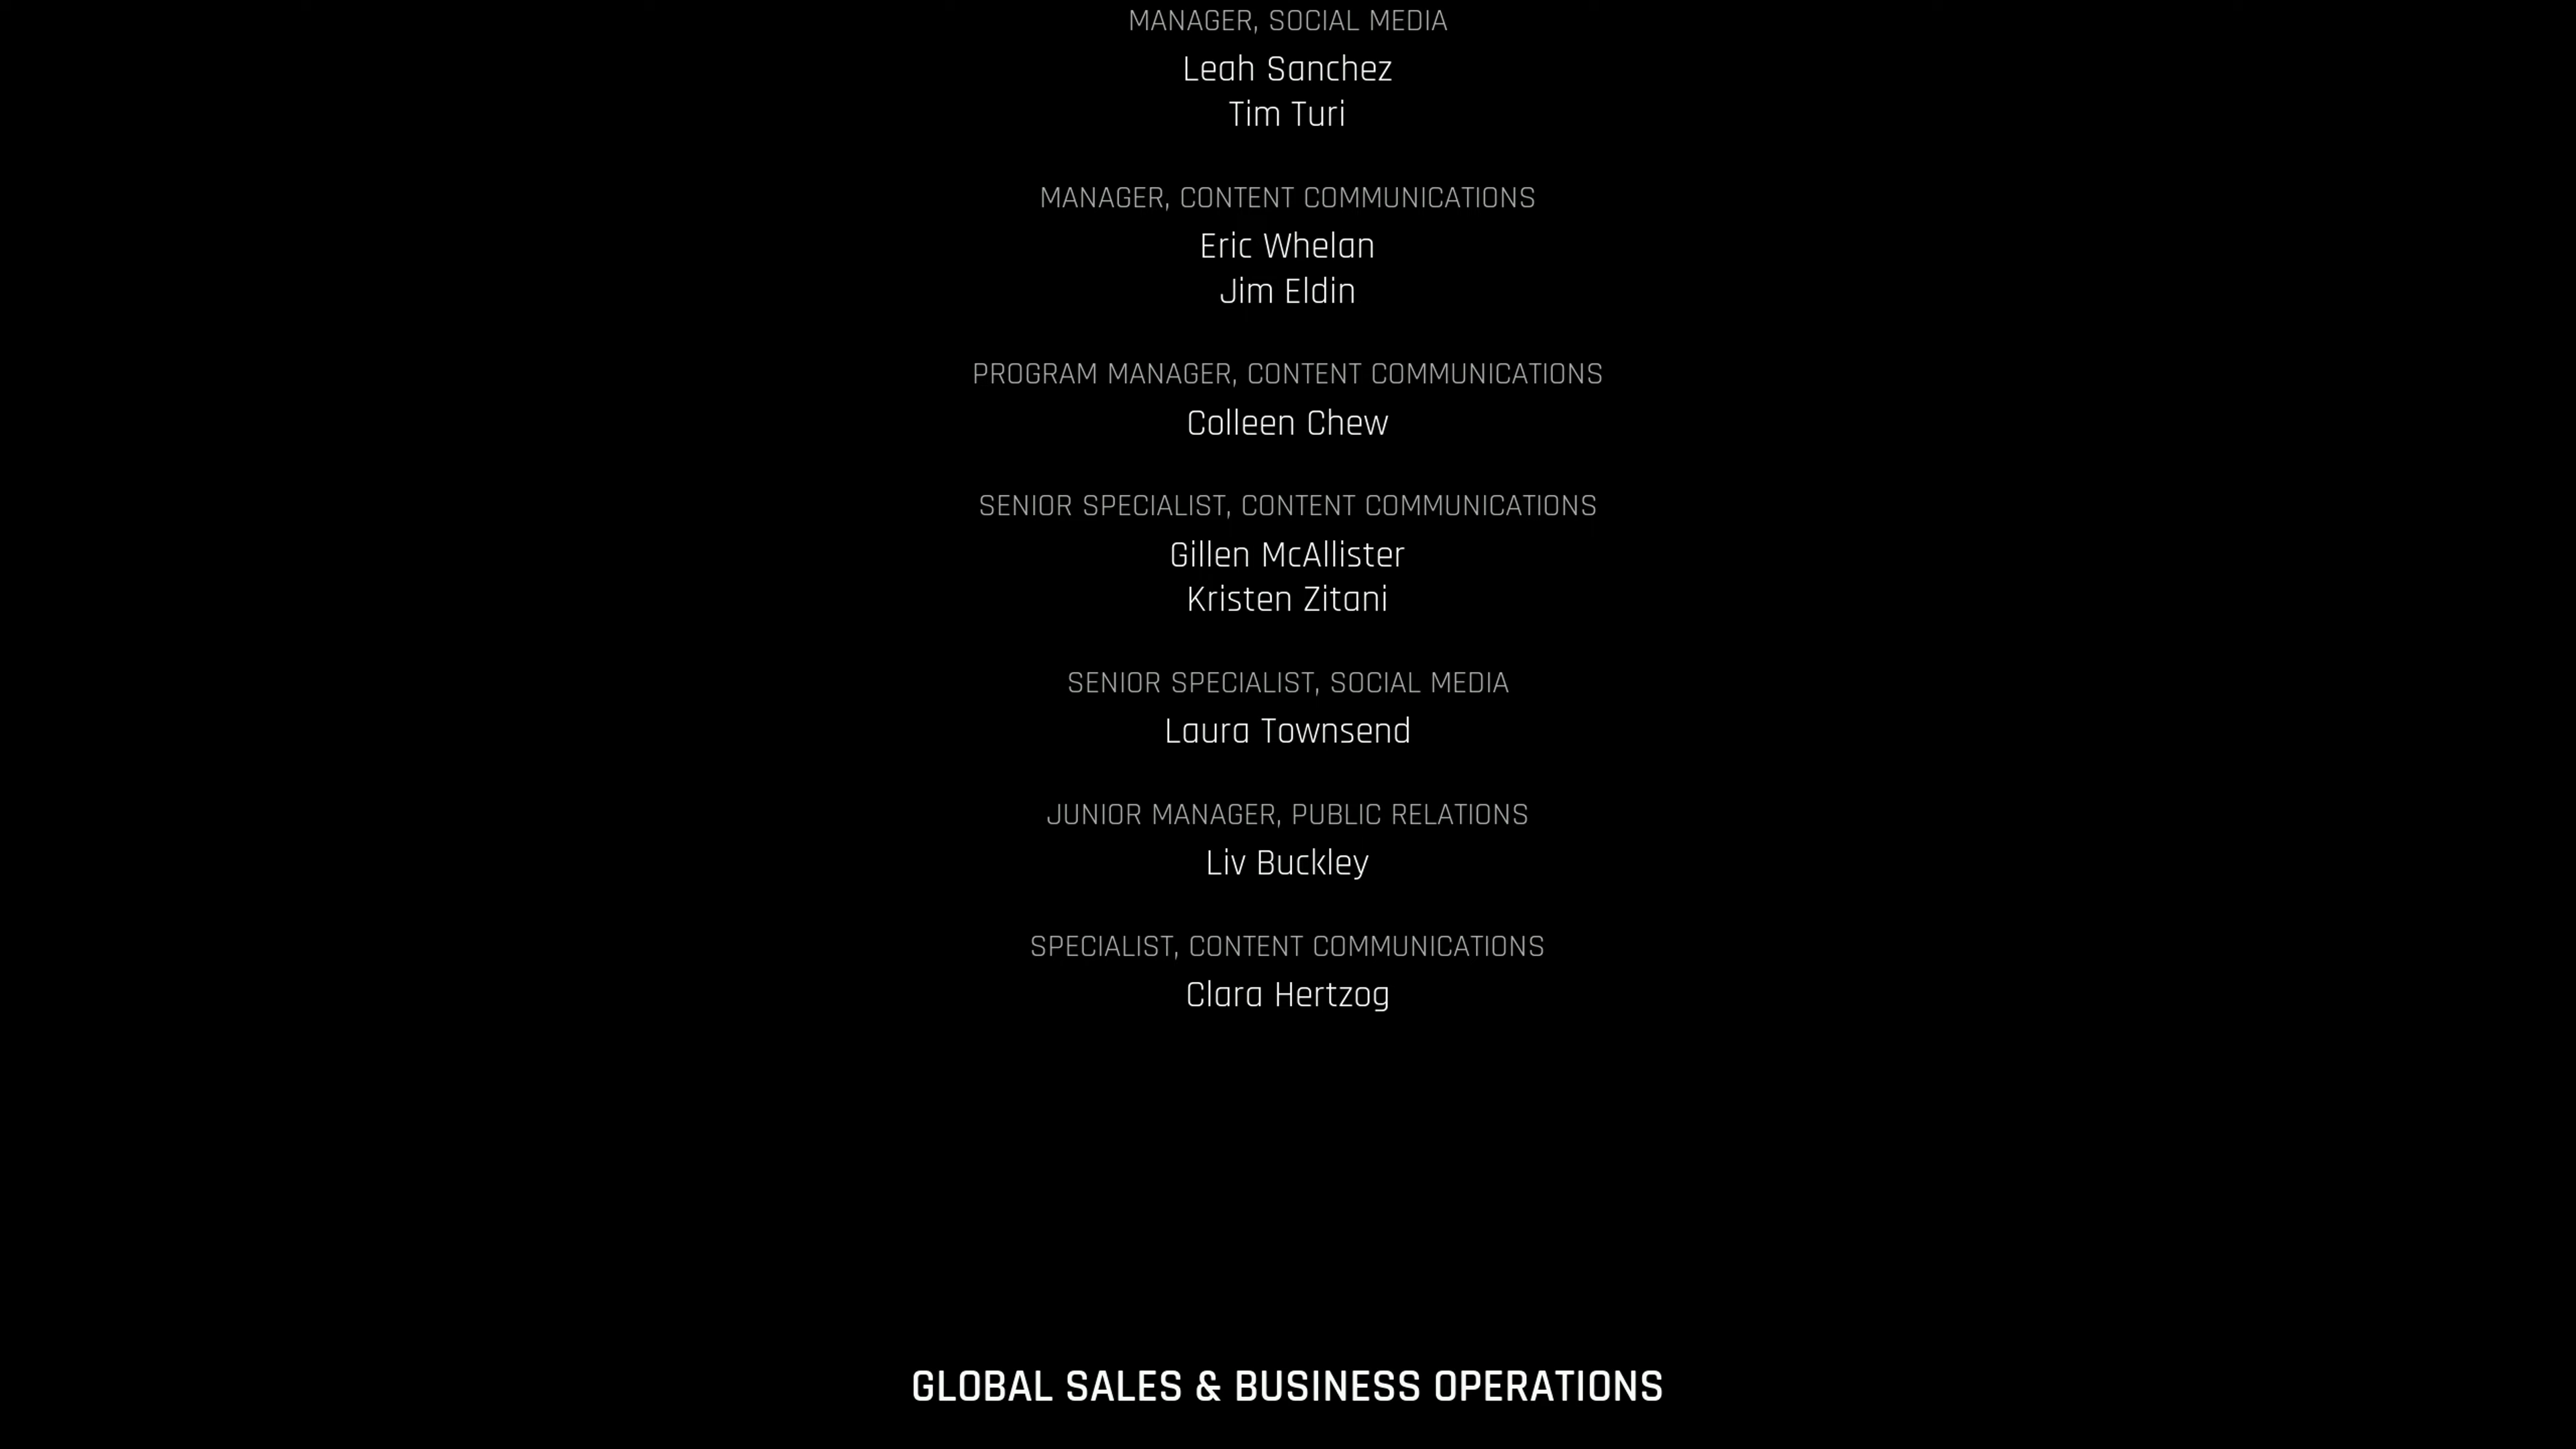 MANAGER, SOCIAL MEDIA
Leah Sanchez
Tim Turi
MANAGER, CONTENT COMMUNICATIONS
Eric Whelan
Jim Eldin
PROGRAM MANAGER, CONTENT COMMUNICATIONS
Colleen Chew
SENIOR SPECIALIST, CONTENT COMMUNICATIONS
Gillen McAllister
Kristen Zitani
SENIOR SPECIALIST, SOCIAL MEDIA
Laura Townsend
JUNIOR MANAGER, PUBLIC RELATIONS
Liv Buckley
SPECIALIST, CONTENT COMMUNICATIONS
Clara Hertzog
GLOBAL SALES & BUSINESS OPERATIONS